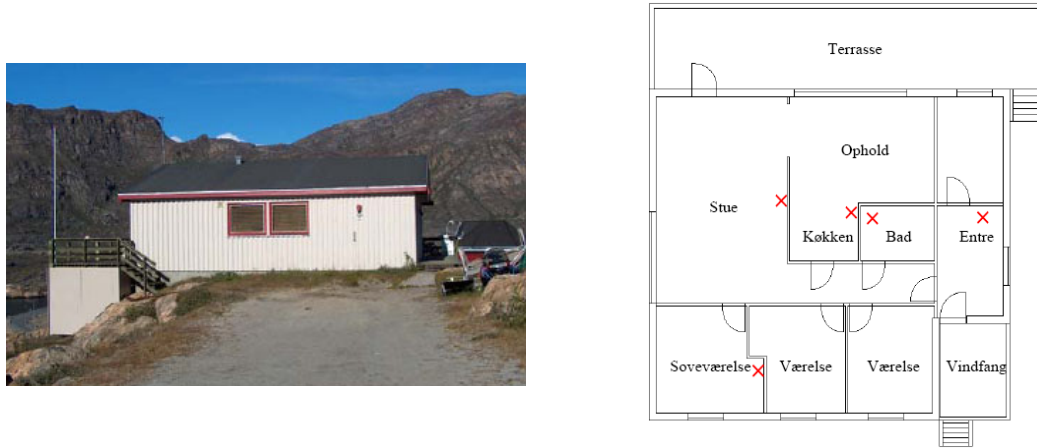 Terrasse
Ophold
Stue
Køkken
Bad
Entre
Soveværelse
Værelse
Værelse
Vindfang